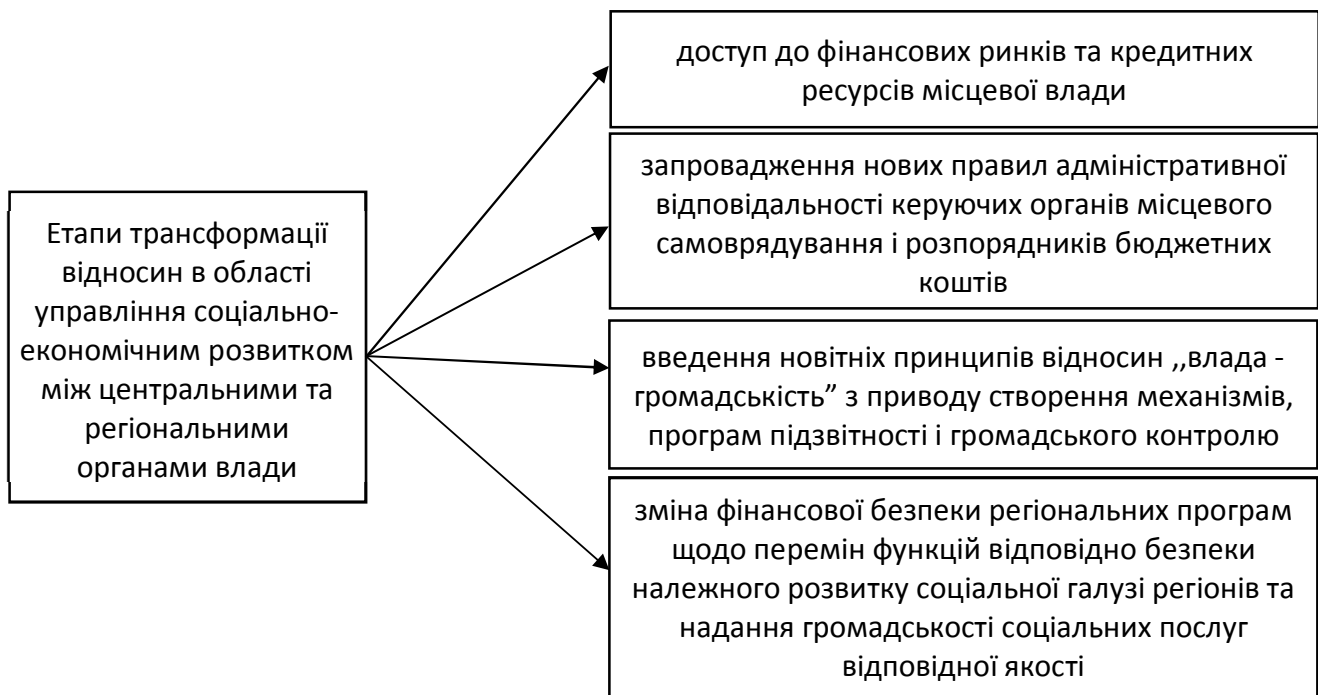 Етапи трансформації
відносин в області
управління соціально-
економічним розвитком
між центральними та
регіональними
органами влади
доступ до фінансових ринків та кредитних
ресурсів місцевої влади
запровадження нових правил адміністративної
відповідальності керуючих органів місцевого
самоврядування і розпорядників бюджетних
коштів
введення новітніх принципів відносин ,,влада -
громадськість” з приводу створення механізмів,
програм підзвітності і громадського контролю
зміна фінансової безпеки регіональних програм
щодо перемін функцій відповідно безпеки
належного розвитку соціальної галузі регіонів та
надання громадськості соціальних послуг
відповідної якості